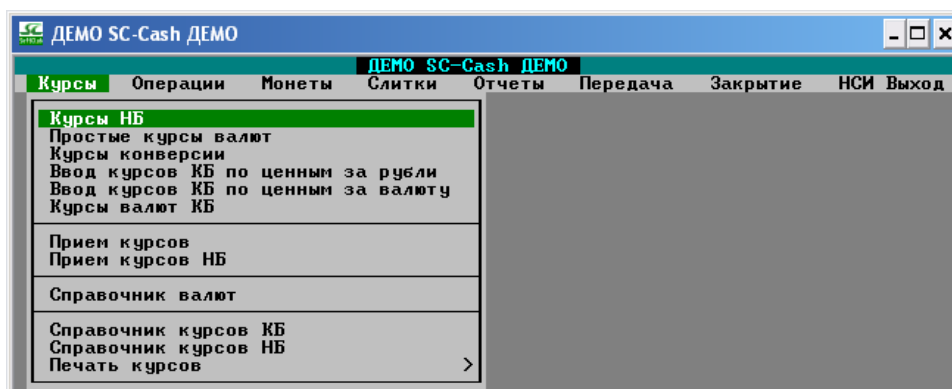 ДЕМО SC-Cash ДЕМО
ДЕМО SC-Cash ДЕМО
Курсы Операции Монеты Слитки Отчеты Передача Закрытие НСИ Выход
Курсы НБ
Простые курсы валют
Курсы конверсии
Ввод курсов КБ по ценным за рубли
Ввод курсов КБ по ценным за валюту
Курсы валют КБ
Прием курсов
Прием курсов НБ
Справочник валют
Справочник курсов КБ
Справочник курсов НБ
Печать курсов >